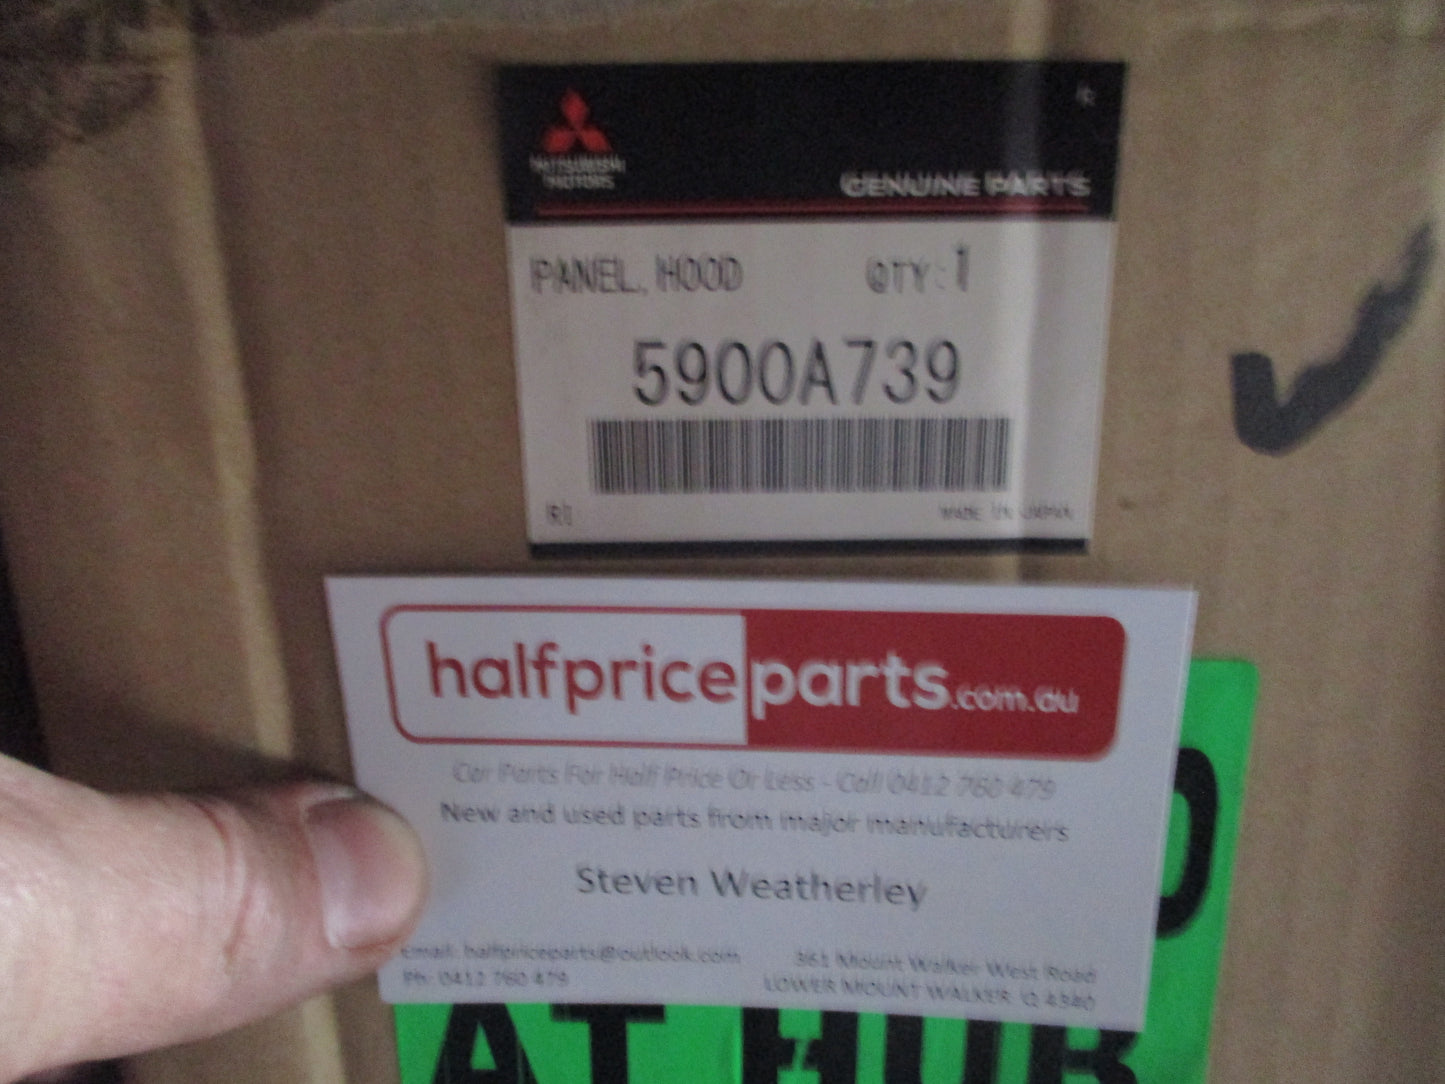 MITSUBISHI
MOTORS
GENUINE PARTS
PANEL, HOOD QTY:1
5900A739
MADE IN JAPAN
halfpriceparts.com.au
Car Parts For Half Price Or Less - Call 0412 760 479
New and used parts from major manufacturers
Steven Weatherley
Email: halfpriceparts@outlook.com
Ph: 0412 760 479
361 Mount Walker West Road
LOWER MOUNT WALKER Q 4340
AT HUB